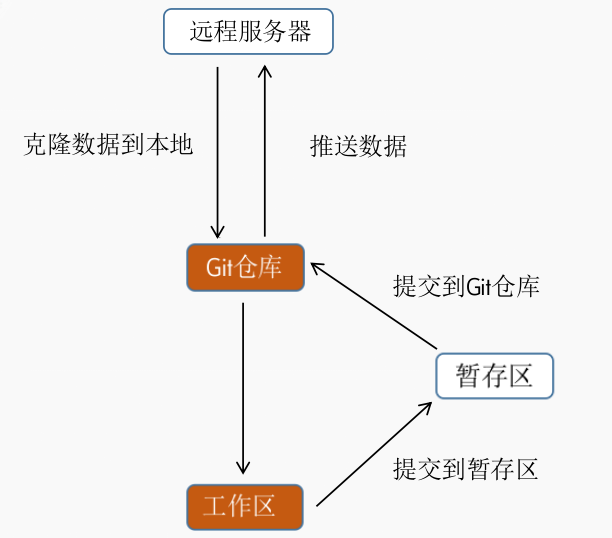 远程服务器
克隆数据到本地
推送数据
Git仓库
提交到Git仓库
暂存区
提交到暂存区
工作区